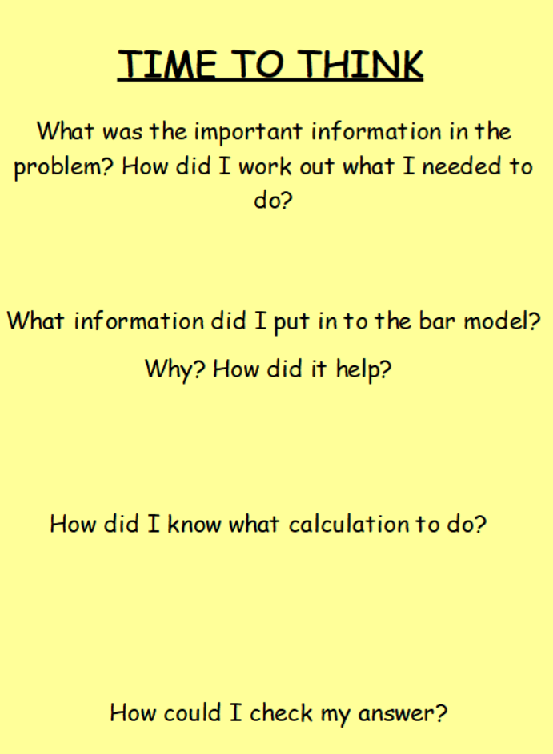 TIME TO THINK
What was the important information in the
problem? How did I work out what I needed to
do?
What information did I put in to the bar model?
Why? How did it help?
How did I know what calculation to do?
How could I check my answer?